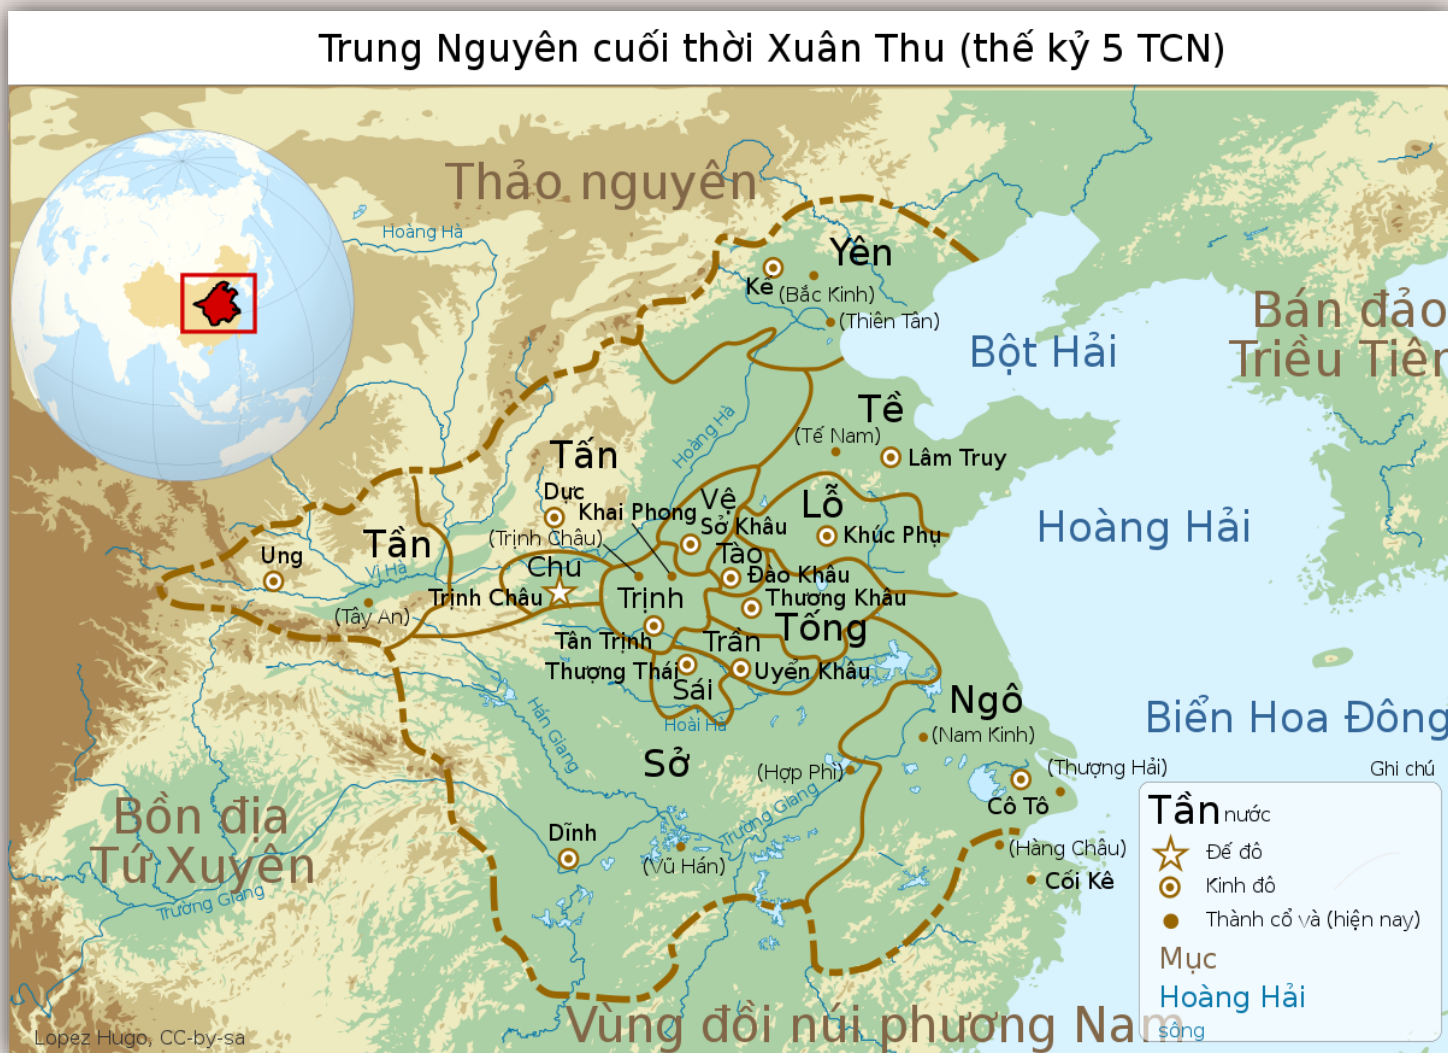 Trung Nguyên cuối thời Xuân Thu (thế kỷ 5 TCN)
Thảo nguyên
Hoàng Hà
Yên
Kế
(Bắc Kinh)
(Thiên Tân)
Bán đảo
Triều Tiên
Bột Hải
Tề
(Tế Nam)
Lâm Truy
Hoàng Hà
Tấn
Dực
Khai Phong
(Trịnh Châu)
Vệ
Sở Khâu
Lỗ
Khúc Phụ
Hoàng Hải
Tần
Ung
Vị Hà
(Tây An)
Chu
Trịnh Châu
Tào
Đào Khâu
Trịnh
Thương Khâu
Tống
Tân Trịnh
Trần
Thượng Thái
Uyển Khâu
Sái
Hoài Hà
Hán Giang
Ngô
(Nam Kinh)
Biển Hoa Đông
Sở
(Hợp Phì)
(Thượng Hải)
Cô Tô
Trường Giang
Bồn địa
Tứ Xuyên
Trường Giang
Dĩnh
(Vũ Hán)
(Hàng Châu)
Cối Kê
Ghi chú
Tần nước
Đế đô
Kinh đô
Thành cổ và (hiện nay)
Mục
Hoàng Hải
sông
Vùng đồi núi phương Nam
Lopez Hugo, CC-by-sa